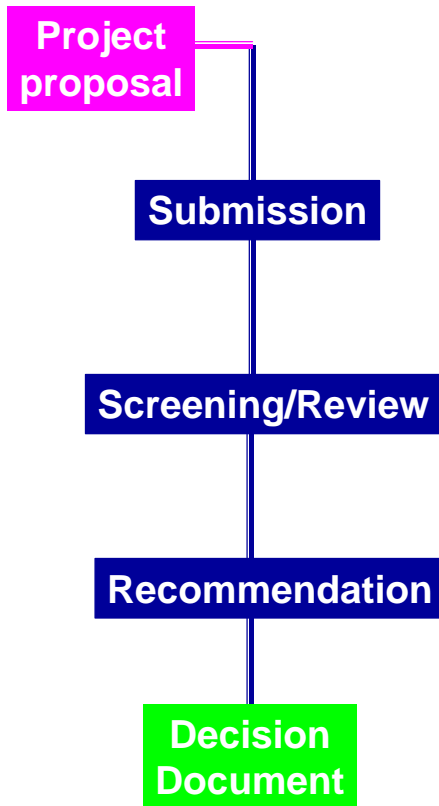 Project
proposal
Submission
Screening/Review
Recommendation
Decision
Document